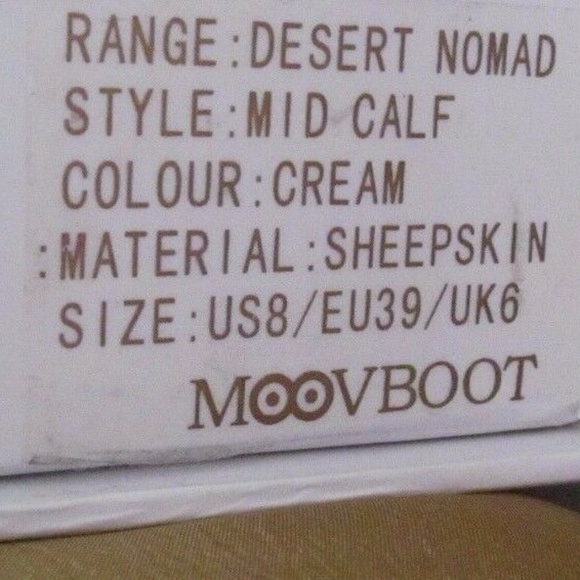 RANGE:DESERT NOMAD
STYLE:MID CALF
COLOUR:CREAM
:MATERIAL:SHEEPSKIN
SIZE:US8/EU39/UK6
MOOVBOOT